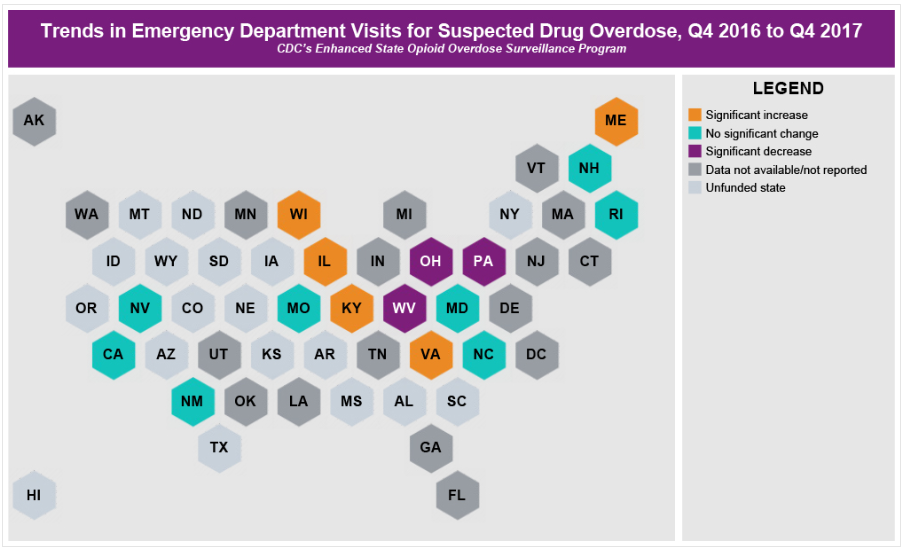 Trends in Emergency Department Visits for Suspected Drug Overdose, Q4 2016 to Q4 2017
CDC's Enhanced State Opioid Overdose Surveillance Program
AK
ME
VT
NH
WA
MT
ND
MN
WI
MI
NY
MA
RI
ID
WY
SD
IA
IL
IN
OH
PA
NJ
CT
OR
NV
CO
NE
MO
KY
WV
MD
DE
CA
AZ
UT
KS
AR
TN
VA
NC
DC
NM
OK
LA
MS
AL
SC
TX
GA
HI
FL
LEGEND
Significant increase
No significant change
Significant decrease
Data not available/not reported
Unfunded state